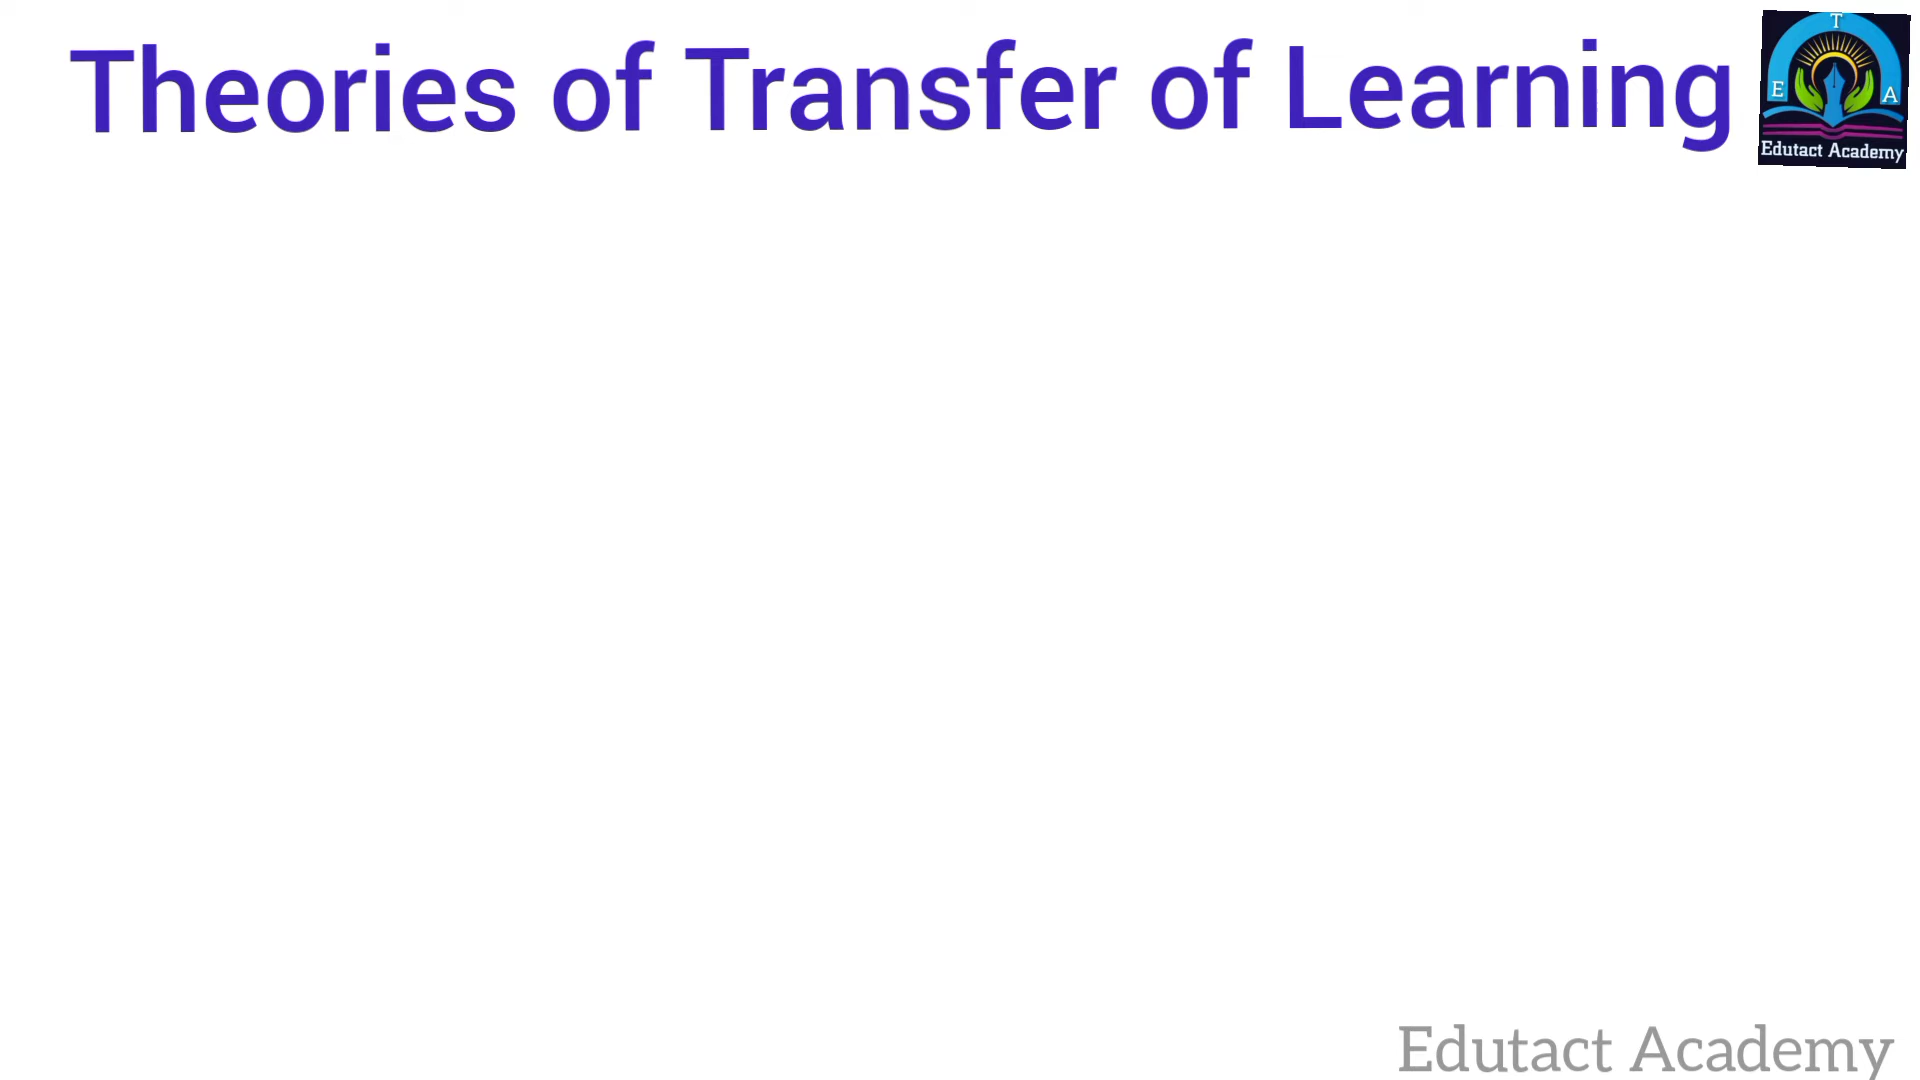 Theories of Transfer of Learning
T
E A
Edutact Academy
Edutact Academy